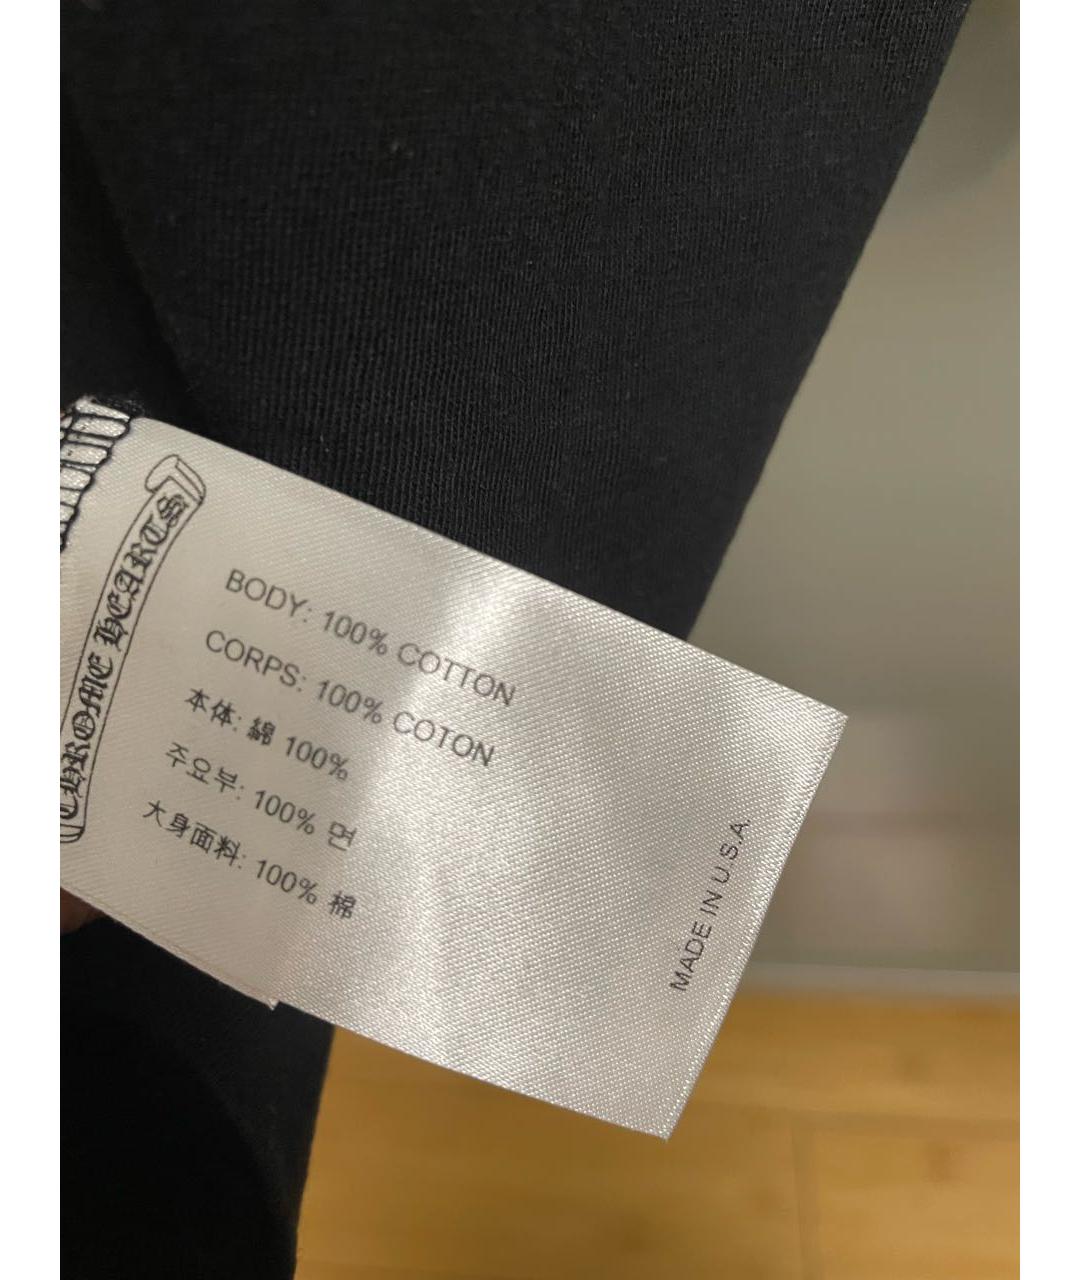 CHROME HEARTS
BODY: 100% COTTON
CORPS: 100% COTON
本体: 綿 100%
주요부: 100% 면
大身面料: 100% 棉
MADE IN U.S.A.